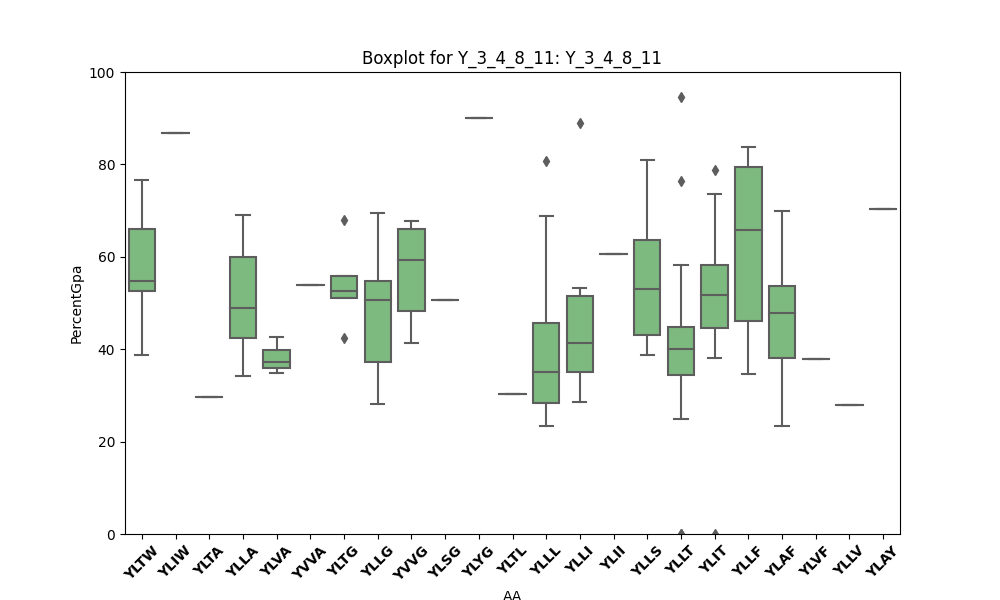 Boxplot for Y_3_4_8_11: Y_3_4_8_11
100
80
60
40
20
0
PercentGpa
YLTW YLIW YLTA YLLA YLVA YVVA YLTG YLLG YVVG YLSG YLYG YLTL YLLL YLLI YLII YLLS YLLT YLIT YLLF YLAF YLVF YLLV YLAY
AA